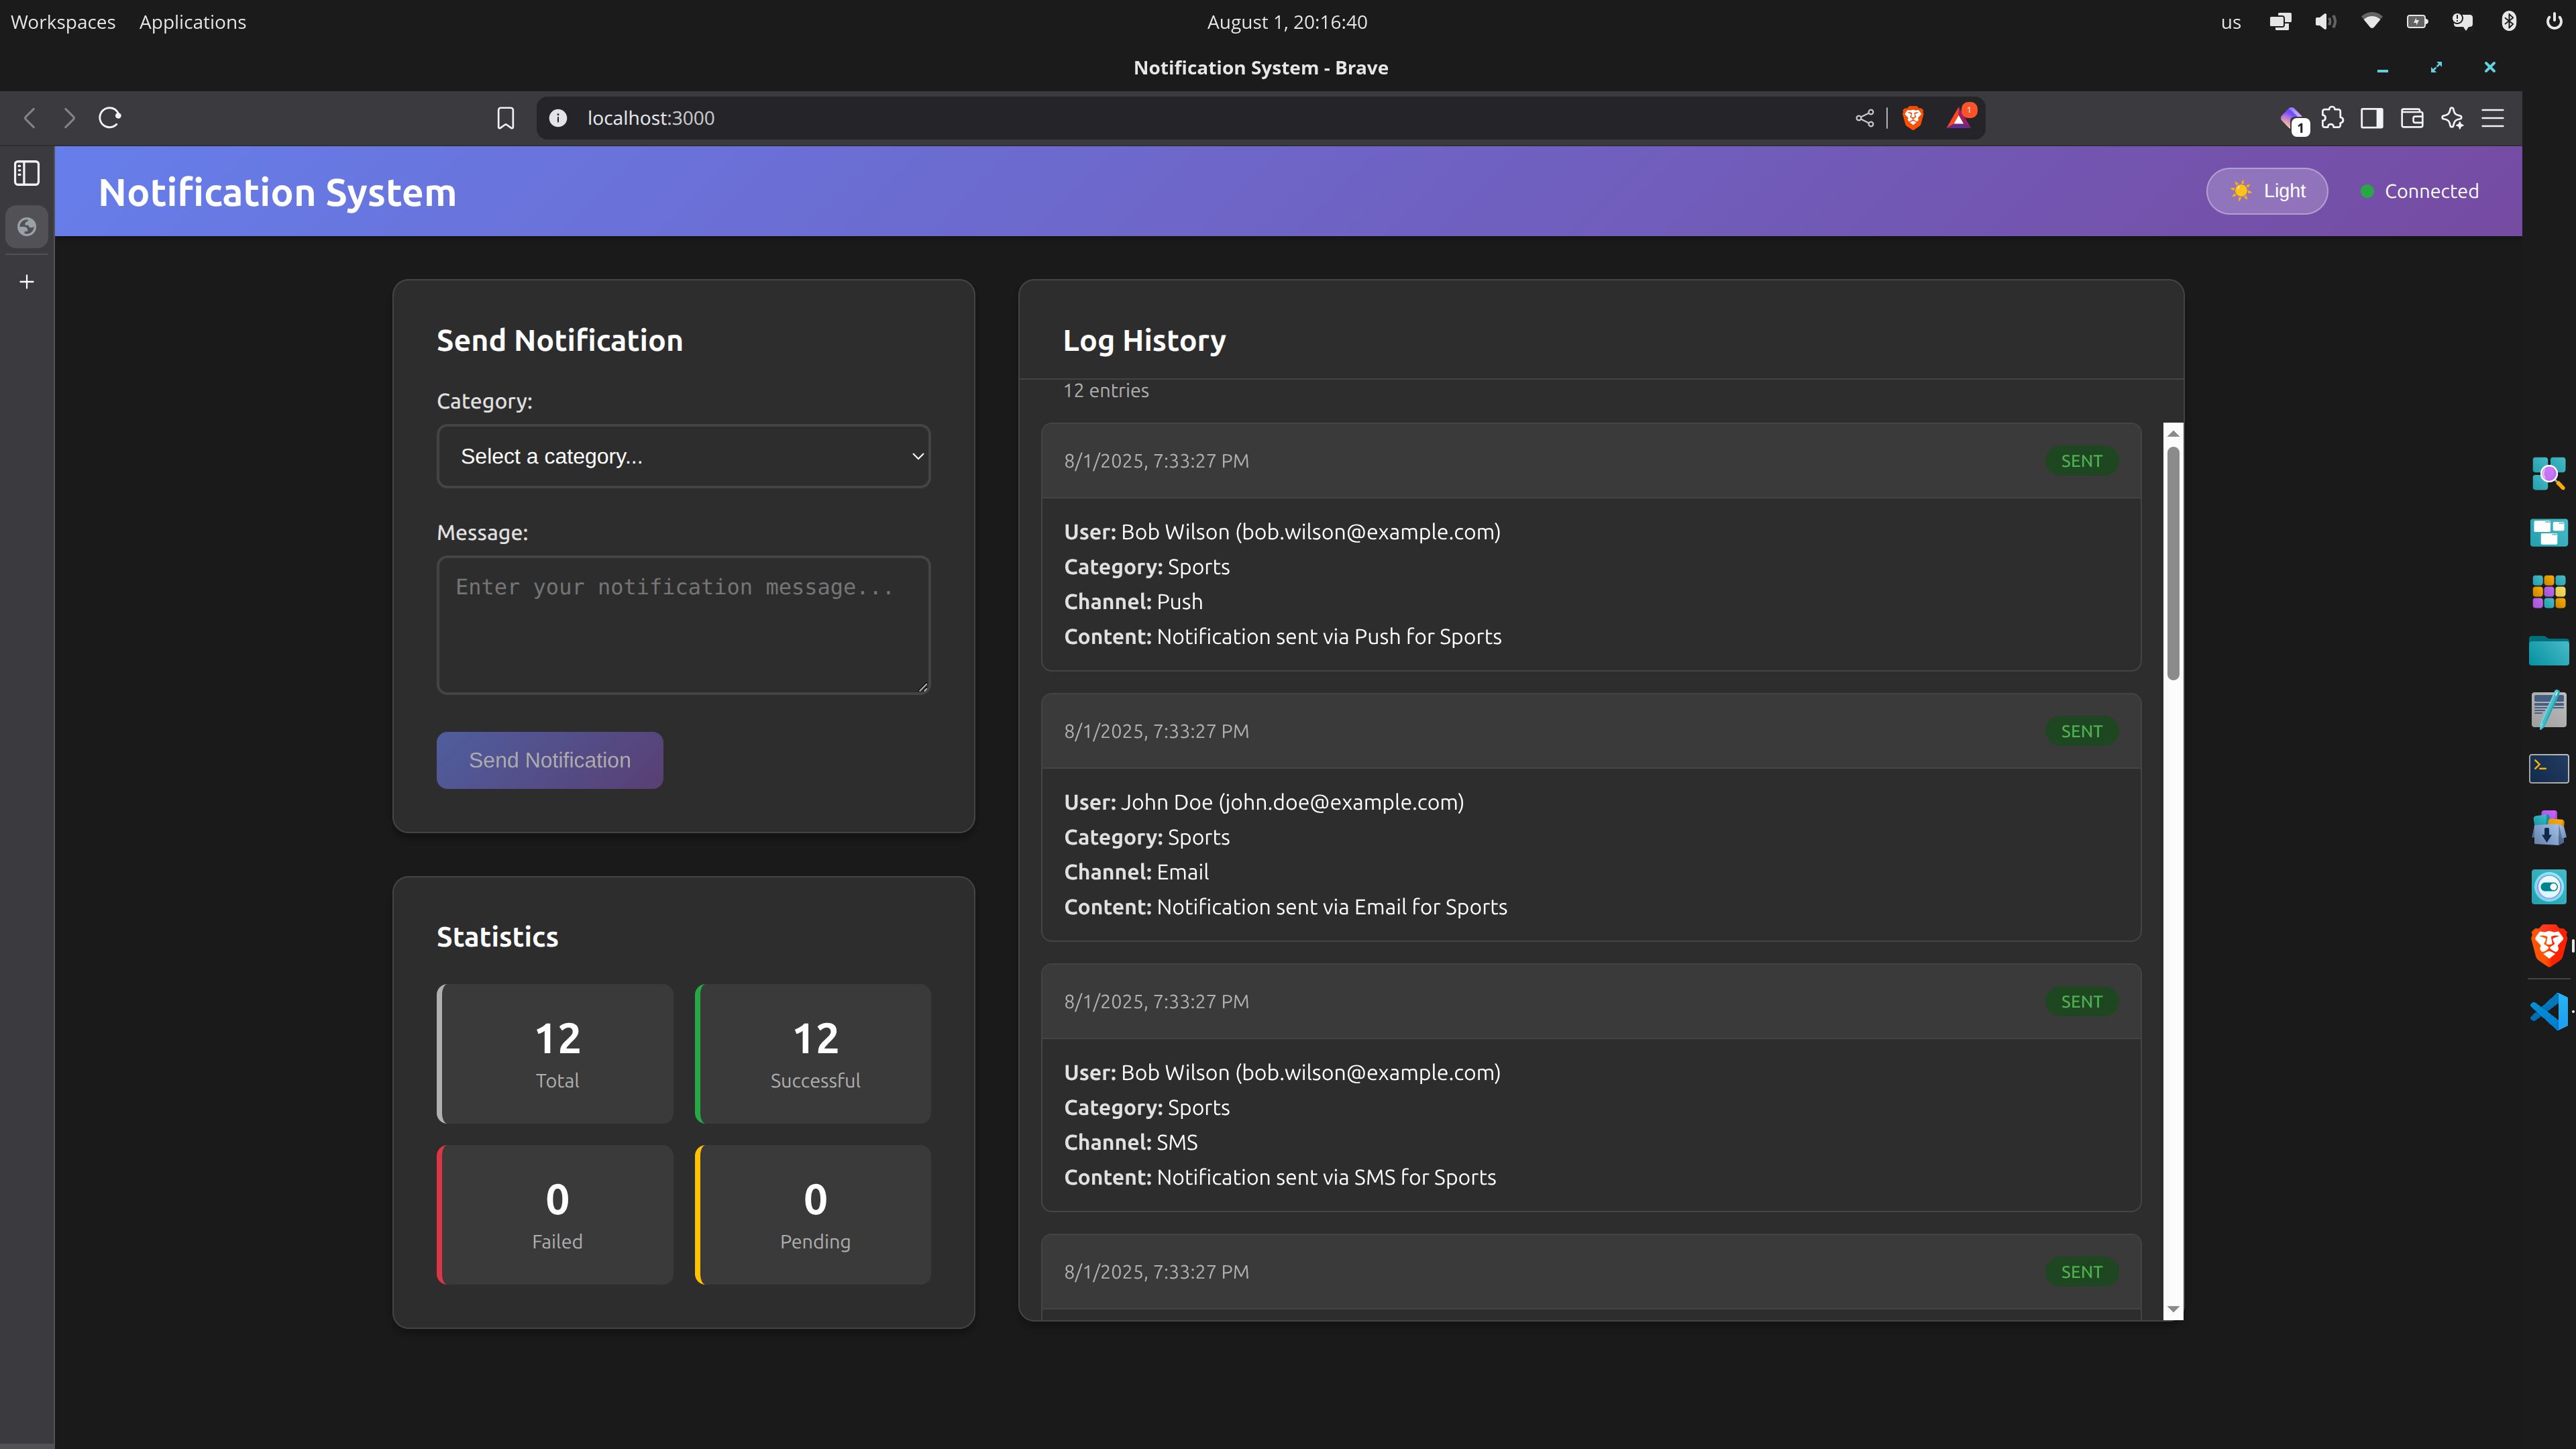 Workspaces Applications August 1, 20:16:40 us
Notification System - Brave
localhost:3000 1 1
Notification System Light Connected
Send Notification
Category:
Select a category...
Message:
Enter your notification message...
Send Notification
Statistics
12
Total
12
Successful
0
Failed
0
Pending
Log History
12 entries
8/1/2025, 7:33:27 PM SENT
User: Bob Wilson (bob.wilson@example.com)
Category: Sports
Channel: Push
Content: Notification sent via Push for Sports
8/1/2025, 7:33:27 PM SENT
User: John Doe (john.doe@example.com)
Category: Sports
Channel: Email
Content: Notification sent via Email for Sports
8/1/2025, 7:33:27 PM SENT
User: Bob Wilson (bob.wilson@example.com)
Category: Sports
Channel: SMS
Content: Notification sent via SMS for Sports
8/1/2025, 7:33:27 PM SENT